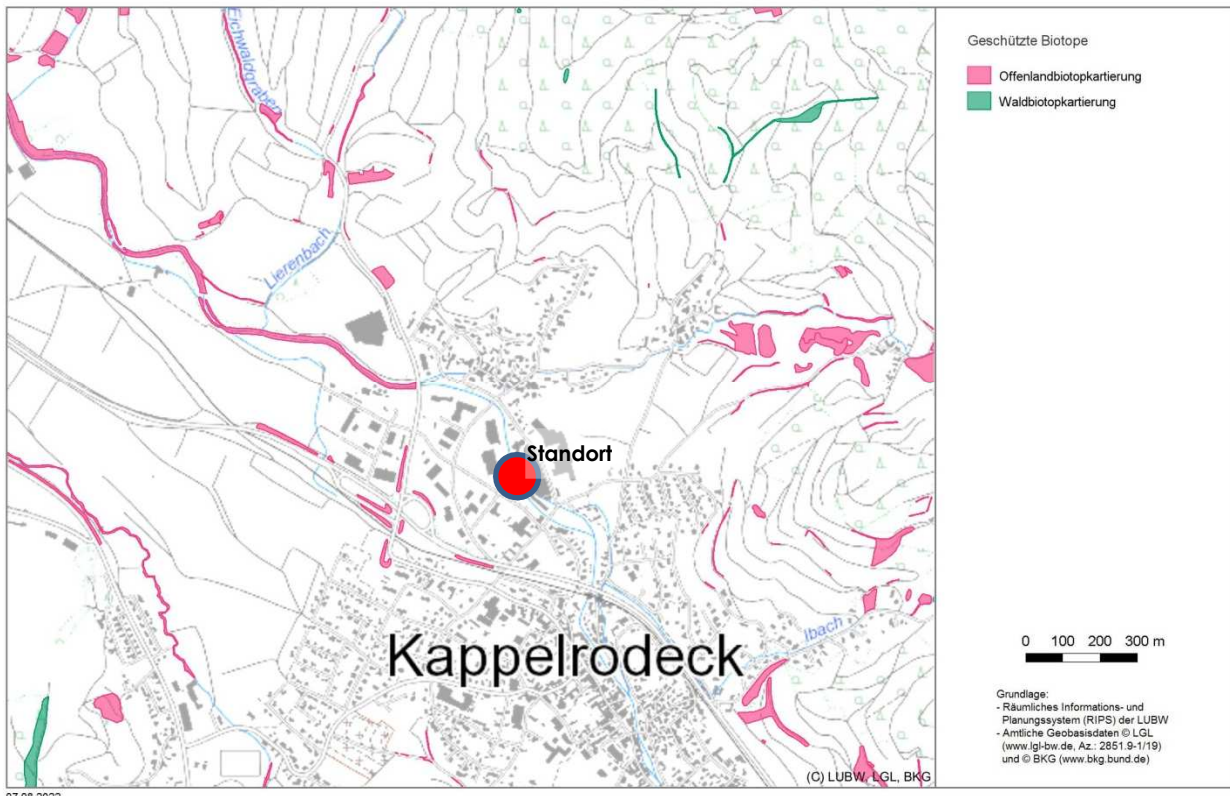 Eichwaldgraben
Lierenbach
Standort
Kappelrodeck
Ibach
(C) LUBW, LGL, BKG
Geschützte Biotope
Offenlandbiotopkartierung
Waldbiotopkartierung
0 100 200 300 m
Grundlage:
- Räumliches Informations- und
Planungssystem (RIPS) der LUBW
- Amtliche Geobasisdaten © LGL
(www.lgl-bw.de, Az.: 2851.9-1/19)
und © BKG (www.bkg.bund.de)